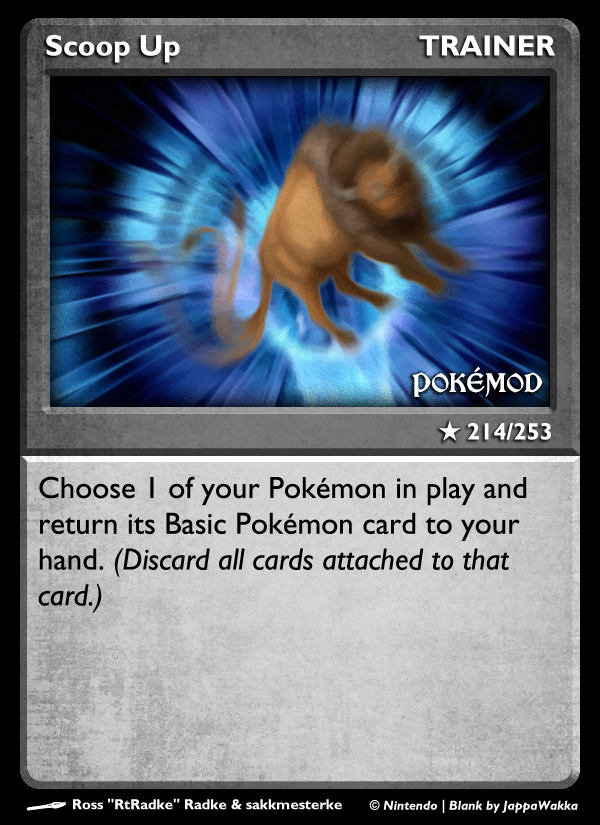 Scoop Up TRAINER
POKÉMOD
★ 214/253
Choose 1 of your Pokémon in play and
return its Basic Pokémon card to your
hand. (Discard all cards attached to that
card.)
Ross "RtRadke" Radke & sakkmesterke © Nintendo | Blank by JappaWakka